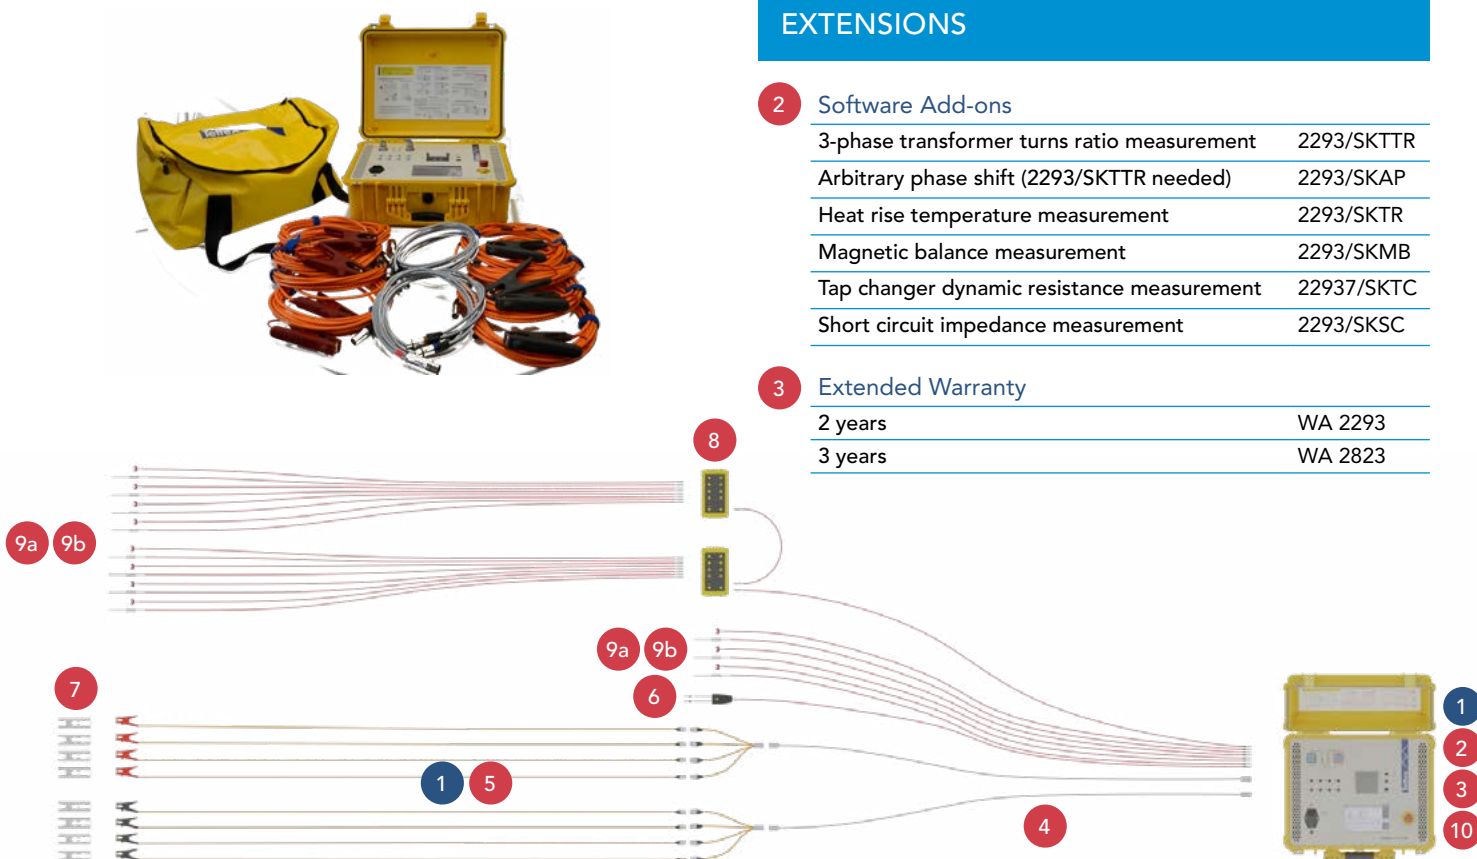 EXTENSIONS
2 Software Add-ons
3-phase transformer turns ratio measurement 2293/SKTTR
Arbitrary phase shift (2293/SKTTR needed) 2293/SKAP
Heat rise temperature measurement 2293/SKTR
Magnetic balance measurement 2293/SKMB
Tap changer dynamic resistance measurement 22937/SKTC
Short circuit impedance measurement 2293/SKSC
3 Extended Warranty
2 years WA 2293
3 years WA 2823
8
9a 9b
9a 9b
6
7
1
2
1 5
3
4
10